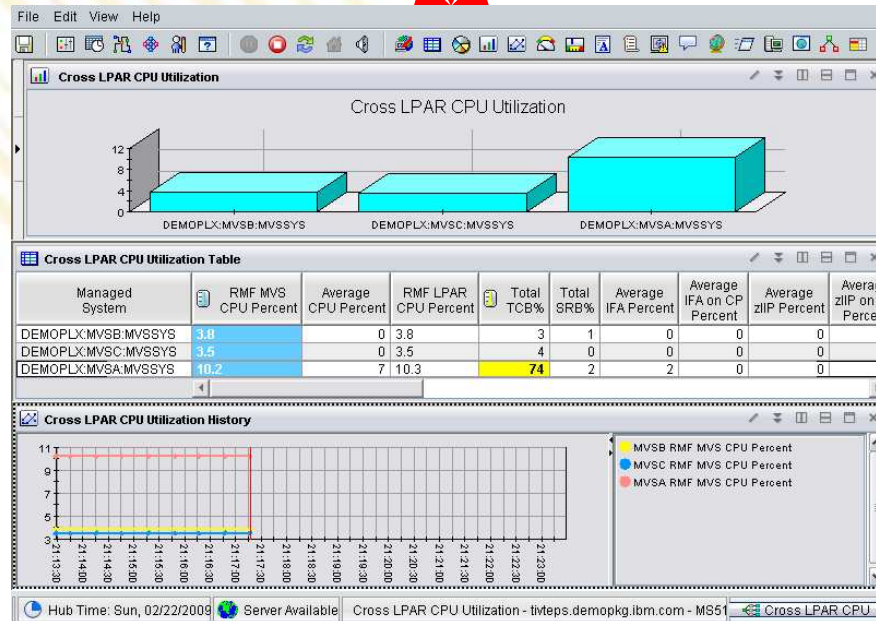 File Edit View Help
Cross LPAR CPU Utilization
Cross LPAR CPU Utilization
12
8
4
0
DEMOPLX:MVSB:MVSSYS DEMOPLX:MVSC:MVSSYS DEMOPLX:MVSA:MVSSYS
Cross LPAR CPU Utilization Table
Managed System RMF MVS CPU Percent Average CPU Percent RMF LPAR CPU Percent Total TCB% Total SRB% Average IFA Percent Average IFA on CP Percent Average zIIP Percent zIIP on
DEMOPLX:MVSB:MVSSYS 3.8 0 3.8 3 1 0 0 0
DEMOPLX:MVSC:MVSSYS 3.5 0 3.5 4 0 0 0 0
DEMOPLX:MVSA:MVSSYS 10.2 7 10.3 74 2 2 0 0
Cross LPAR CPU Utilization History
11
9
7
5
3
21:13:30 21:14:00 21:14:30 21:15:00 21:15:30 21:16:00 21:16:30 21:17:00 21:17:30 21:18:00 21:18:30 21:19:00 21:19:30 21:20:00 21:20:30 21:21:00 21:21:30 21:22:00 21:22:30 21:23:00
MVSB RMF MVS CPU Percent
MVSC RMF MVS CPU Percent
MVSA RMF MVS CPU Percent
Hub Time: Sun, 02/22/2009 Server Available Cross LPAR CPU Utilization - tivteps.demopkg.ibm.com - MS51 Cross LPAR CPU